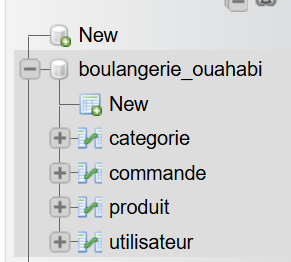 New
boulangerie_ouahabi
New
categorie
commande
produit
utilisateur